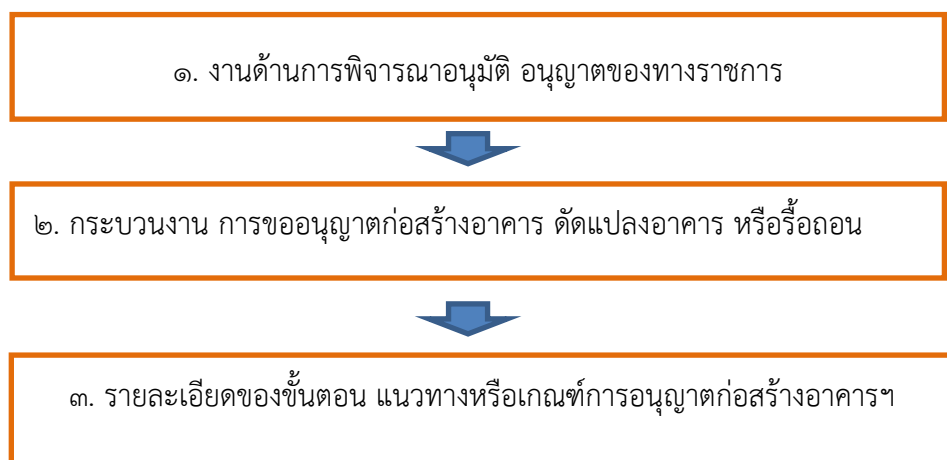 ๑. งานด้านการพิจารณาอนุมัติ อนุญาตของทางราชการ
๒. กระบวนงาน การขออนุญาตก่อสร้างอาคาร ดัดแปลงอาคาร หรือรื้อถอน
๓. รายละเอียดของขั้นตอน แนวทางหรือเกณฑ์การอนุญาตก่อสร้างอาคารฯ